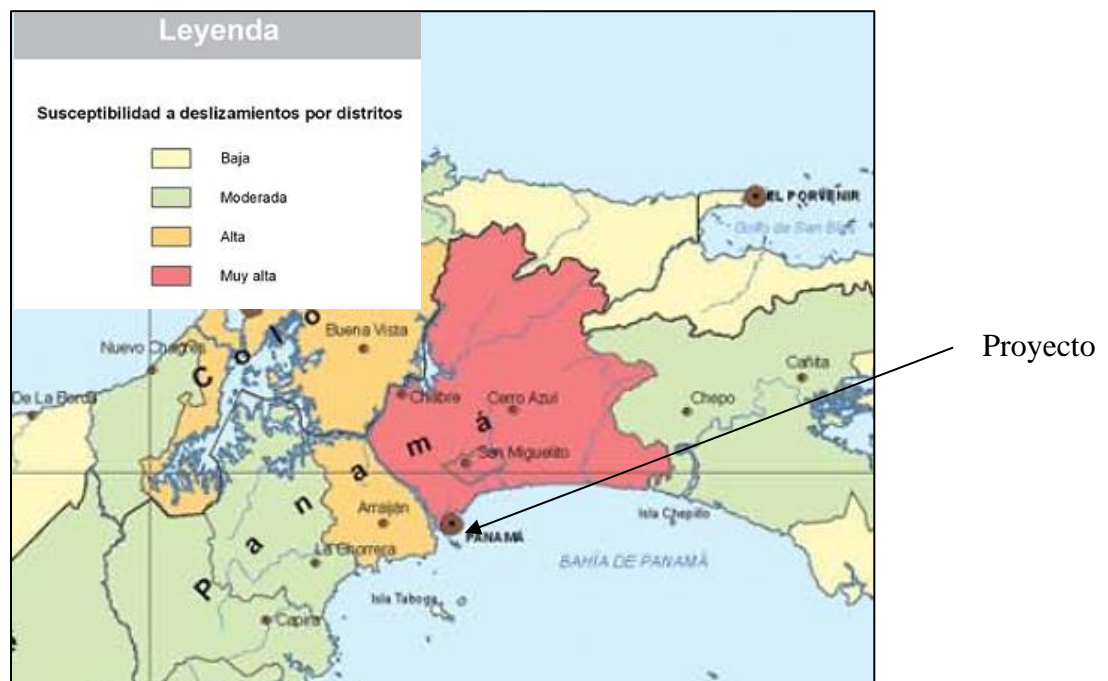 Leyenda
Susceptibilidad a deslizamientos por distritos
Baja
Moderada
Alta
Muy alta
EL PORVENIR
Golfo de San Blas
Colo
Buena Vista
Nuevo Chagres
Proyecto
Cañita
De La Borda
Chilibre
Cerro Azul
Chepo
Panamá
San Miguelito
Arraiján
Isla Chepillo
PANAMÁ
La Chorrera
BAHÍA DE PANAMÁ
Isla Taboga
Capira
é